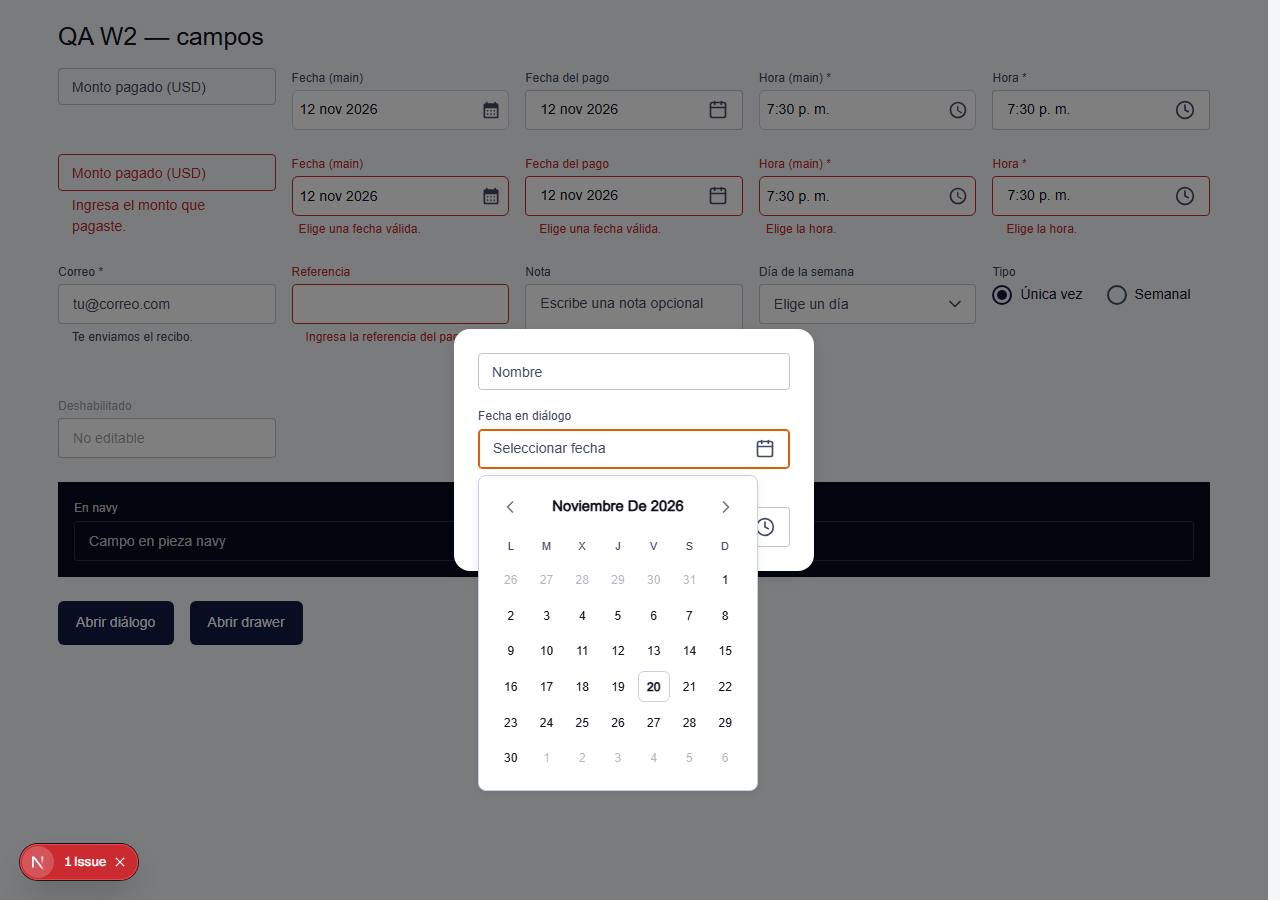 QA W2 — campos
Monto pagado (USD)
Fecha (main)
12 nov 2026
Fecha del pago
12 nov 2026
Hora (main) *
7:30 p. m.
Hora *
7:30 p. m.
Monto pagado (USD)
Ingresa el monto que
pagaste.
Fecha (main)
12 nov 2026
Elige una fecha válida.
Fecha del pago
12 nov 2026
Elige una fecha válida.
Hora (main) *
7:30 p. m.
Elige la hora.
Hora *
7:30 p. m.
Elige la hora.
Correo *
tu@correo.com
Te enviamos el recibo.
Referencia
Ingresa la referencia del
Nota
Escribe una nota opcional
Día de la semana
Elige un día
Tipo
Única vez
Semanal
Deshabilitado
No editable
En navy
Campo en pieza navy
Abrir diálogo
Abrir drawer
Nombre
Fecha en diálogo
Seleccionar fecha
Noviembre De 2026
L M X J V S D
26 27 28 29 30 31 1
2 3 4 5 6 7 8
9 10 11 12 13 14 15
16 17 18 19 20 21 22
23 24 25 26 27 28 29
30 1 2 3 4 5 6
N 1 Issue